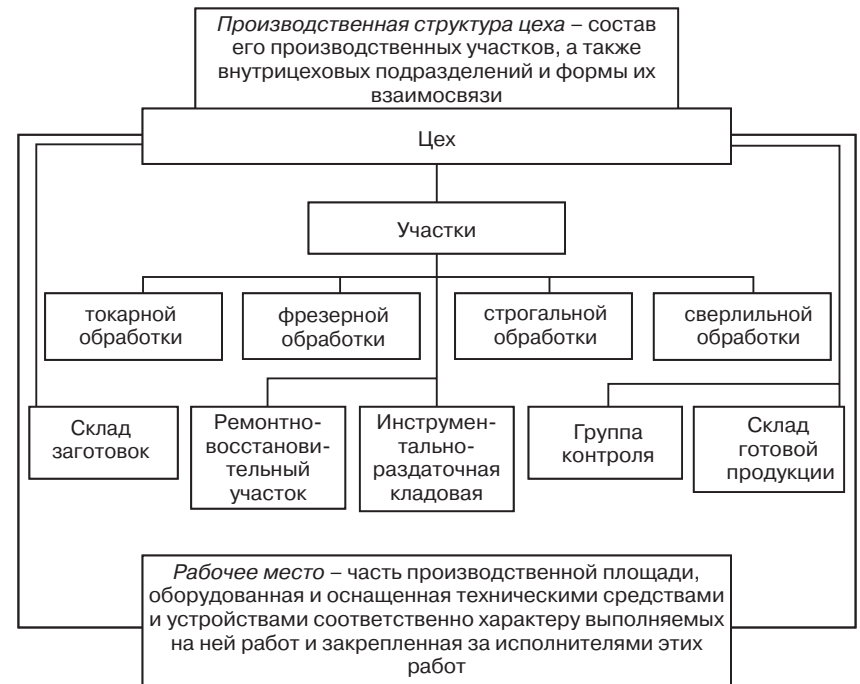 Производственная структура цеха – состав
его производственных участков, а также
внутрицеховых подразделений и формы их
взаимосвязи
Цех
Участки
токарной
обработки
фрезерной
обработки
строгальной
обработки
сверлильной
обработки
Склад
заготовок
Ремонтно-
восстанови-
тельный
участок
Инструмен-
тально-
раздаточная
кладовая
Группа
контроля
Склад
готовой
продукции
Рабочее место – часть производственной площади,
оборудованная и оснащенная техническими средствами
и устройствами соответственно характеру выполняемых
на ней работ и закрепленная за исполнителями этих
работ